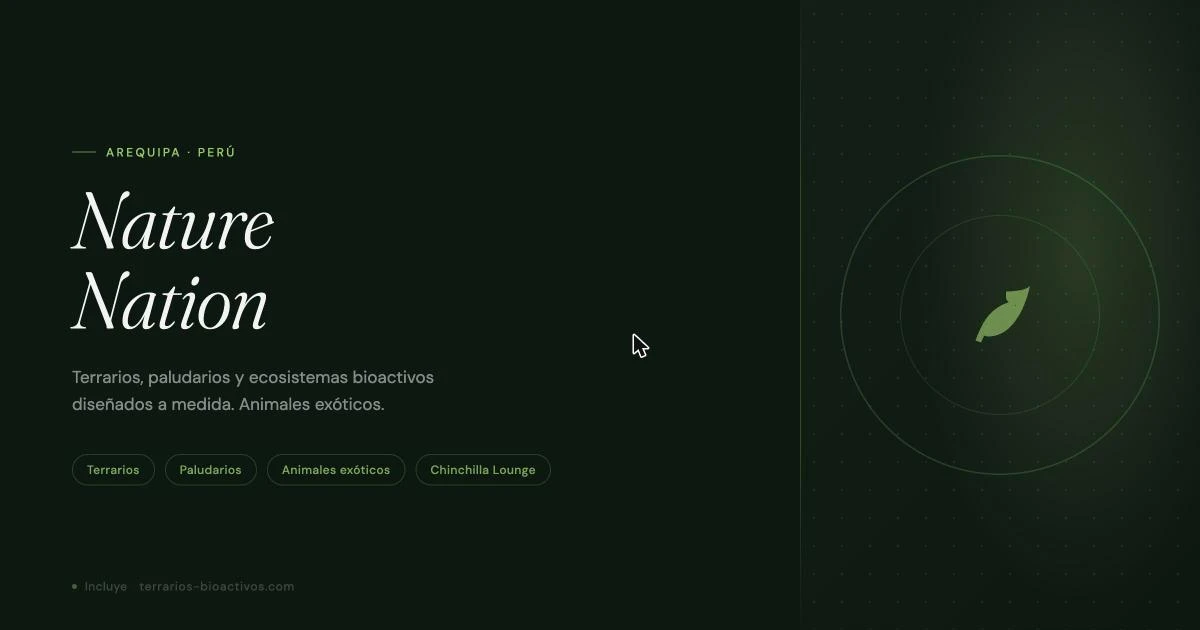 AREQUIPA · PERÚ
Nature
Nation
Terrarios, paludarios y ecosistemas bioactivos
diseñados a medida. Animales exóticos.
Terrarios
Paludarios
Animales exóticos
Chinchilla Lounge
Incluye terrarios-bioactivos.com